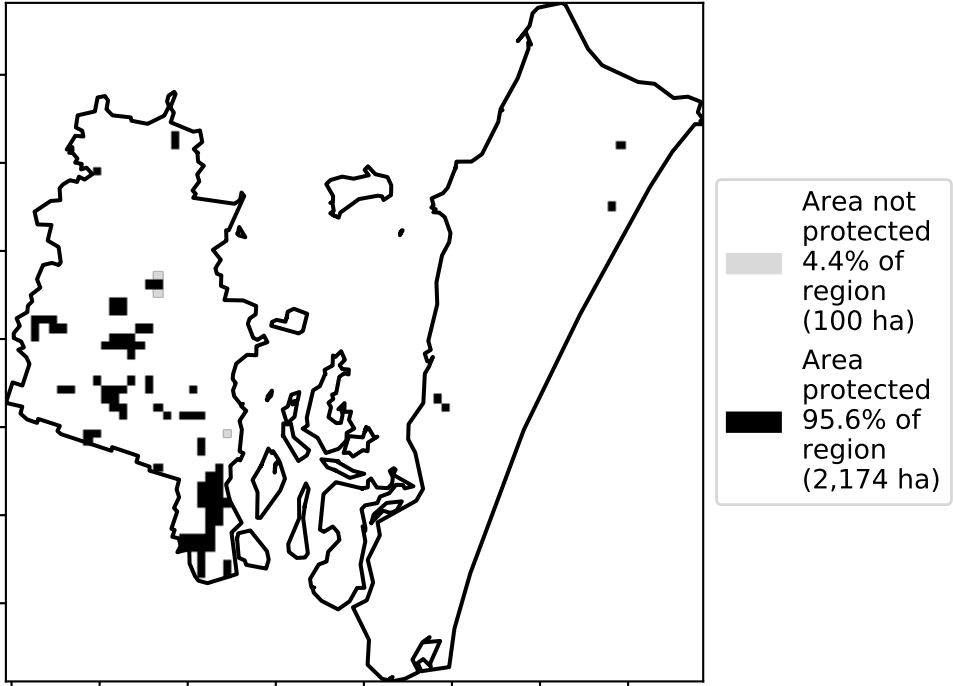 Area not
protected
4.4% of
region
(100 ha)
Area
protected
95.6% of
region
(2,174 ha)